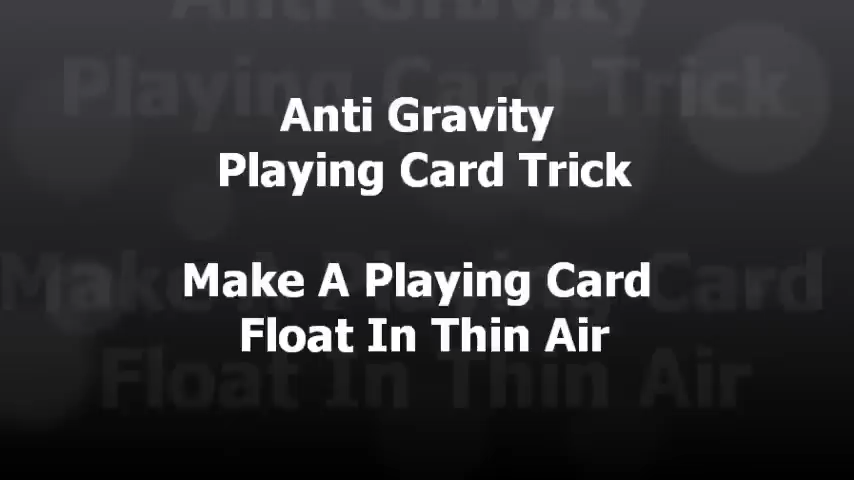 Anti Gravity
Playing Card Trick
Make A Playing Card
Float In Thin Air